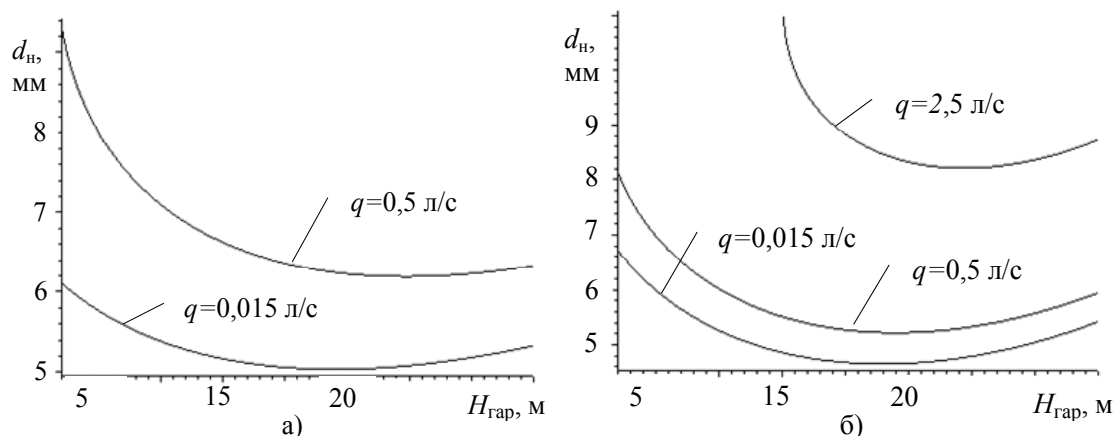 dн,
мм
8
7
6
5
q=0,5 л/с
q=0,015 л/с
5 15 20 Hгар, м
а)
dн,
мм
9
8
7
6
5
q=2,5 л/с
q=0,015 л/с
q=0,5 л/с
5 15 20 Hгар, м
б)